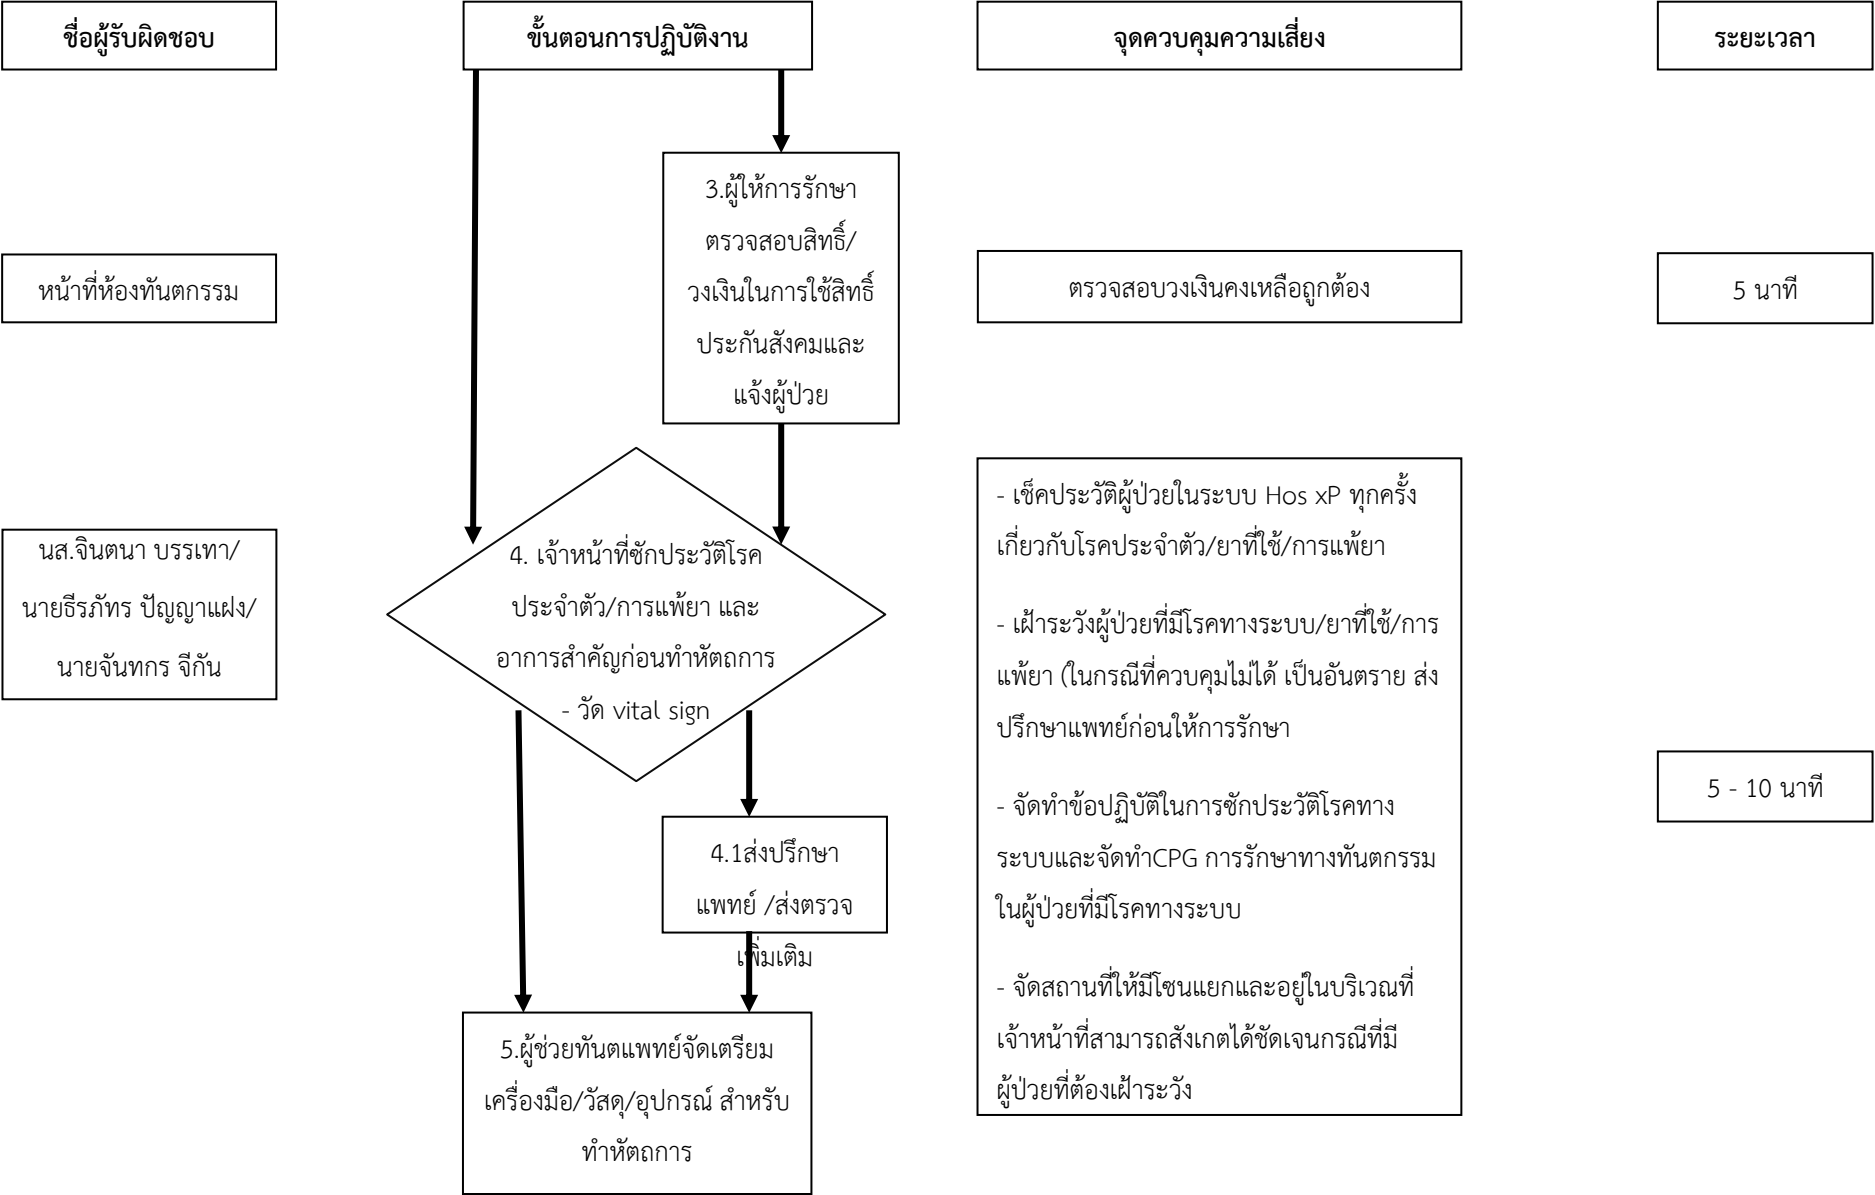 ชื่อผู้รับผิดชอบ
ขั้นตอนการปฏิบัติงาน
จุดควบคุมความเสี่ยง
ระยะเวลา
3.ผู้ให้การรักษา
ตรวจสอบสิทธิ์/
วงเงินในการใช้สิทธิ์
ประกันสังคมและ
แจ้งผู้ป่วย
หน้าที่ห้องทันตกรรม
ตรวจสอบวงเงินคงเหลือถูกต้อง
5 นาที
นส.จินตนา บรรเทา/
นายธีรภัทร ปัญญาแฝง/
นายจันทกร จีกัน
4. เจ้าหน้าที่ซักประวัติโรค
ประจำตัว/การแพ้ยา และ
อาการสำคัญก่อนทำหัตถการ
- วัด vital sign
- เช็คประวัติผู้ป่วยในระบบ Hos xP ทุกครั้ง
เกี่ยวกับโรคประจำตัว/ยาที่ใช้/การแพ้ยา
- เฝ้าระวังผู้ป่วยที่มีโรคทางระบบ/ยาที่ใช้/การ
แพ้ยา (ในกรณีที่ควบคุมไม่ได้ เป็นอันตราย ส่ง
ปรึกษาแพทย์ก่อนให้การรักษา
- จัดทำข้อปฏิบัติในการซักประวัติโรคทาง
ระบบและจัดทำCPG การรักษาทางทันตกรรม
ในผู้ป่วยที่มีโรคทางระบบ
- จัดสถานที่ให้มีโซนแยกและอยู่ในบริเวณที่
เจ้าหน้าที่สามารถสังเกตได้ชัดเจนกรณีที่มี
ผู้ป่วยที่ต้องเฝ้าระวัง
5 - 10 นาที
4.1ส่งปรึกษา
แพทย์ /ส่งตรวจ
เพิ่มเติม
5.ผู้ช่วยทันตแพทย์จัดเตรียม
เครื่องมือ/วัสดุ/อุปกรณ์ สำหรับ
ทำหัตถการ